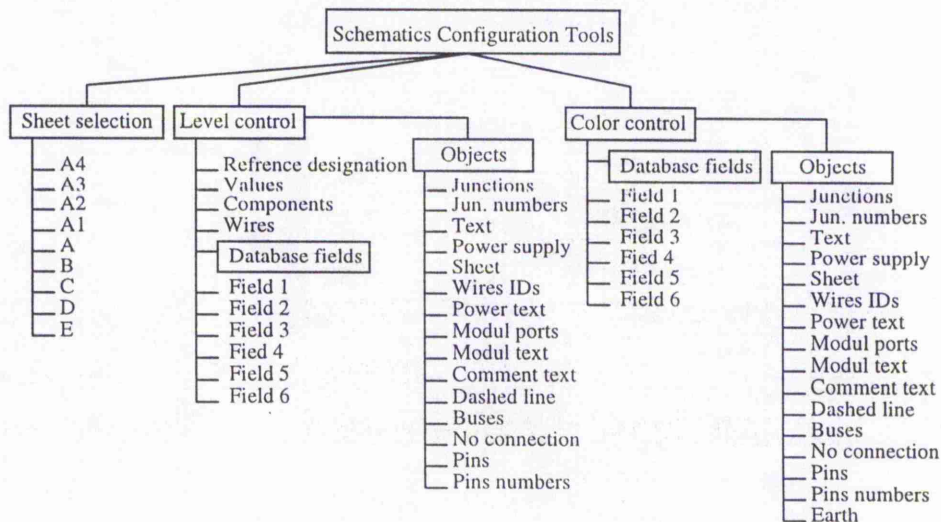 Schematics Configuration Tools
Sheet selection
A4
A3
A2
A1
A
B
C
D
E
Level control
Refrence designation
Values
Components
Wires
Database fields
Field 1
Field 2
Field 3
Fied 4
Field 5
Field 6
Objects
Junctions
Jun. numbers
Text
Power supply
Sheet
Wires IDs
Power text
Modul ports
Modul text
Comment text
Dashed line
Buses
No connection
Pins
Pins numbers
Color control
Database fields
Field 1
Field 2
Field 3
Fied 4
Field 5
Field 6
Objects
Junctions
Jun. numbers
Text
Power supply
Sheet
Wires IDs
Power text
Modul ports
Modul text
Comment text
Dashed line
Buses
No connection
Pins
Pins numbers
Earth